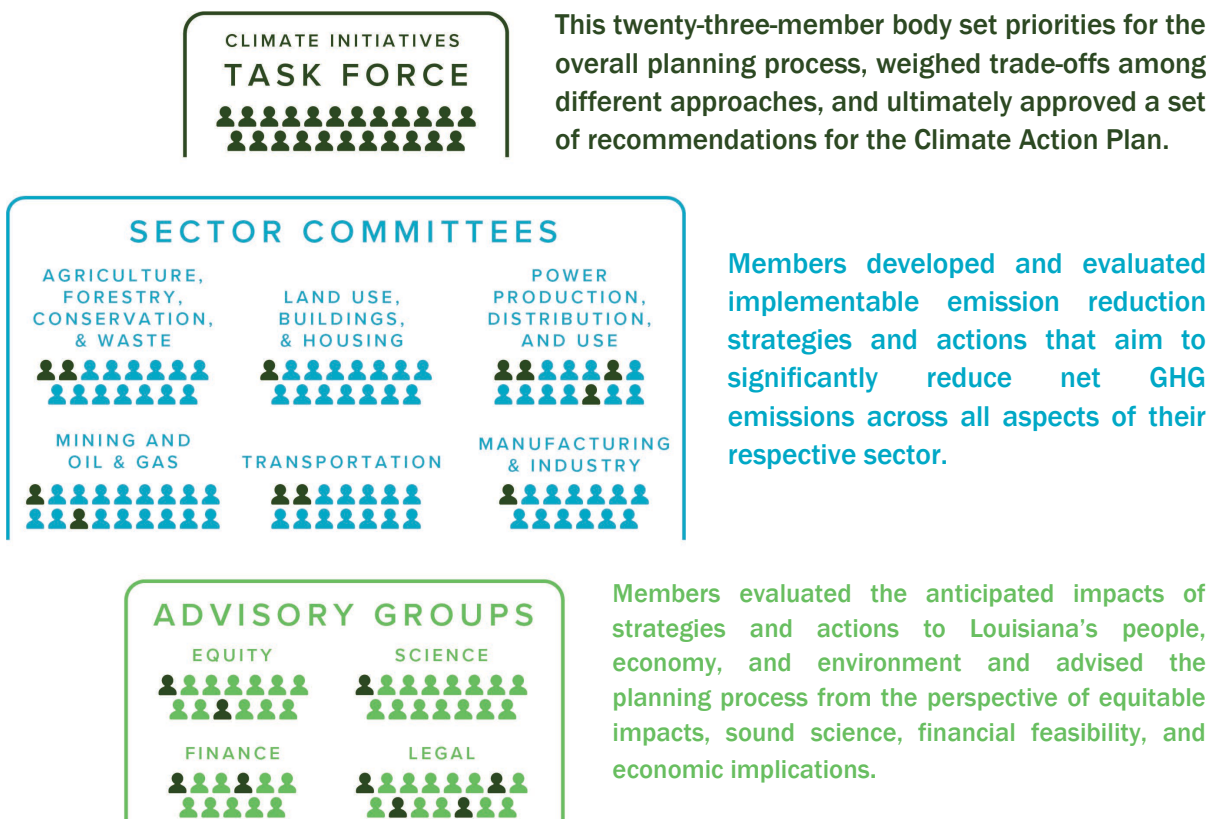 CLIMATE INITIATIVES
TASK FORCE
This twenty-three-member body set priorities for the
overall planning process, weighed trade-offs among
different approaches, and ultimately approved a set
of recommendations for the Climate Action Plan.
SECTOR COMMITTEES
AGRICULTURE,
FORESTRY,
CONSERVATION,
& WASTE
LAND USE,
BUILDINGS,
& HOUSING
POWER
PRODUCTION,
DISTRIBUTION,
AND USE
MINING AND
OIL & GAS
TRANSPORTATION
MANUFACTURING
& INDUSTRY
Members developed and evaluated
implementable emission reduction
strategies and actions that aim to
significantly reduce net GHG
emissions across all aspects of their
respective sector.
ADVISORY GROUPS
EQUITY
SCIENCE
FINANCE
LEGAL
Members evaluated the anticipated impacts of
strategies and actions to Louisiana's people,
economy, and environment and advised the
planning process from the perspective of equitable
impacts, sound science, financial feasibility, and
economic implications.